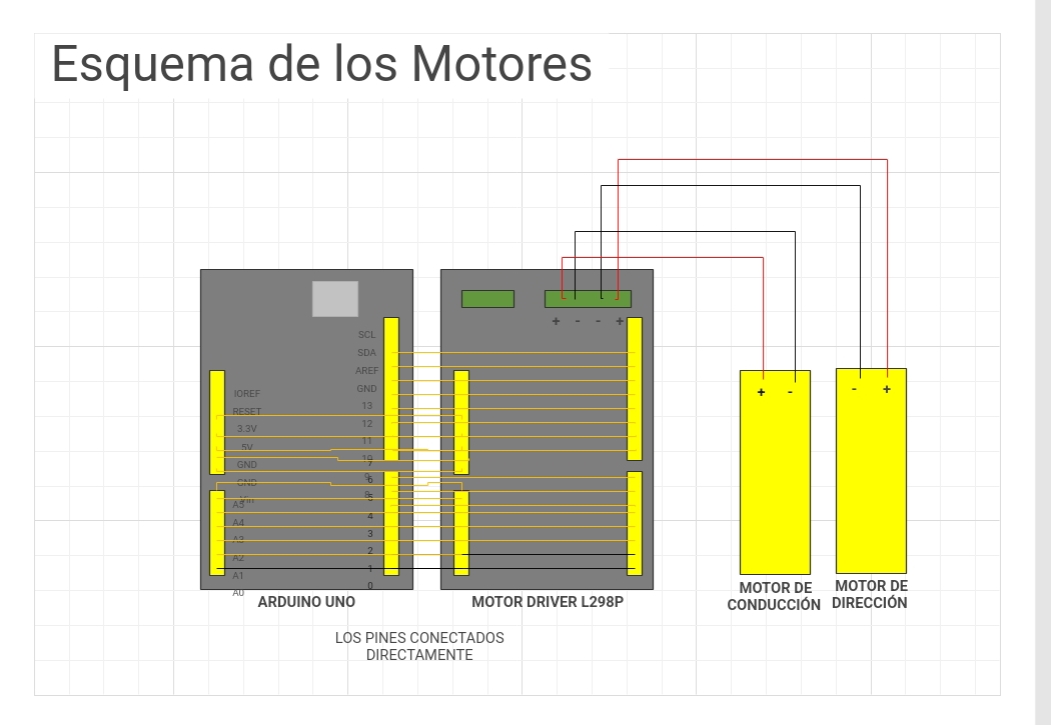 Esquema de los Motores
SCL
SDA
AREF
GND
13
12
11
10
9
8
IOREF
RESET
3.3V
5V
GND
GND
Vin
A5
A4
A3
A2
A1
A0
7
6
5
4
3
2
1
0
+ - - +
+ -
- +
ARDUINO UNO
MOTOR DRIVER L298P
MOTOR DE
CONDUCCIÓN
MOTOR DE
DIRECCIÓN
LOS PINES CONECTADOS
DIRECTAMENTE